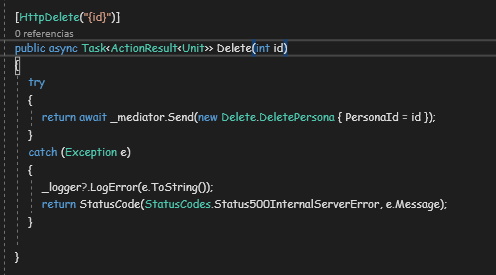 [HttpDelete("{id}")]
0 referencias
public async Task<ActionResult<Unit>> Delete(int id)
{
try
{
return await _mediator.Send(new Delete.DeletePersona { PersonaId = id });
}
catch (Exception e)
{
_logger?.LogError(e.ToString());
return StatusCode(StatusCodes.Status500InternalServerError, e.Message);
}
}